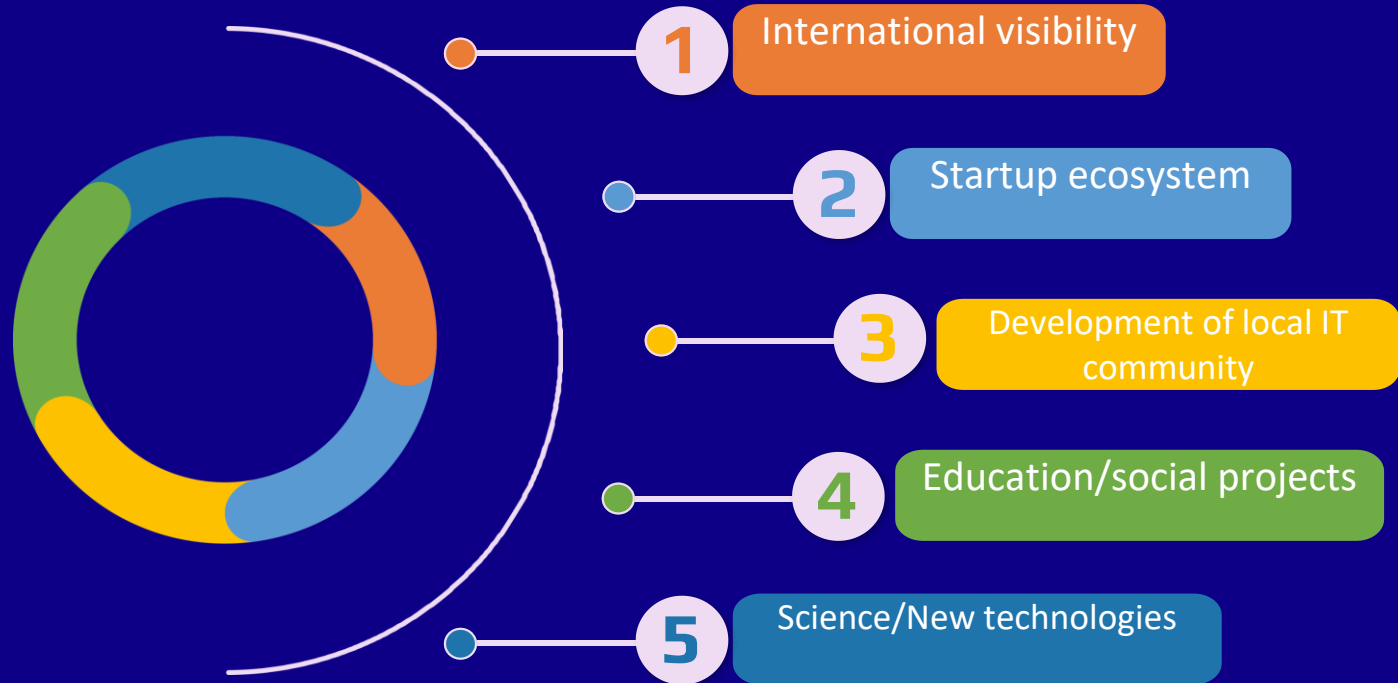 1
International visibility
2
Startup ecosystem
3
Development of local IT
community
4
Education/social projects
5
Science/New technologies